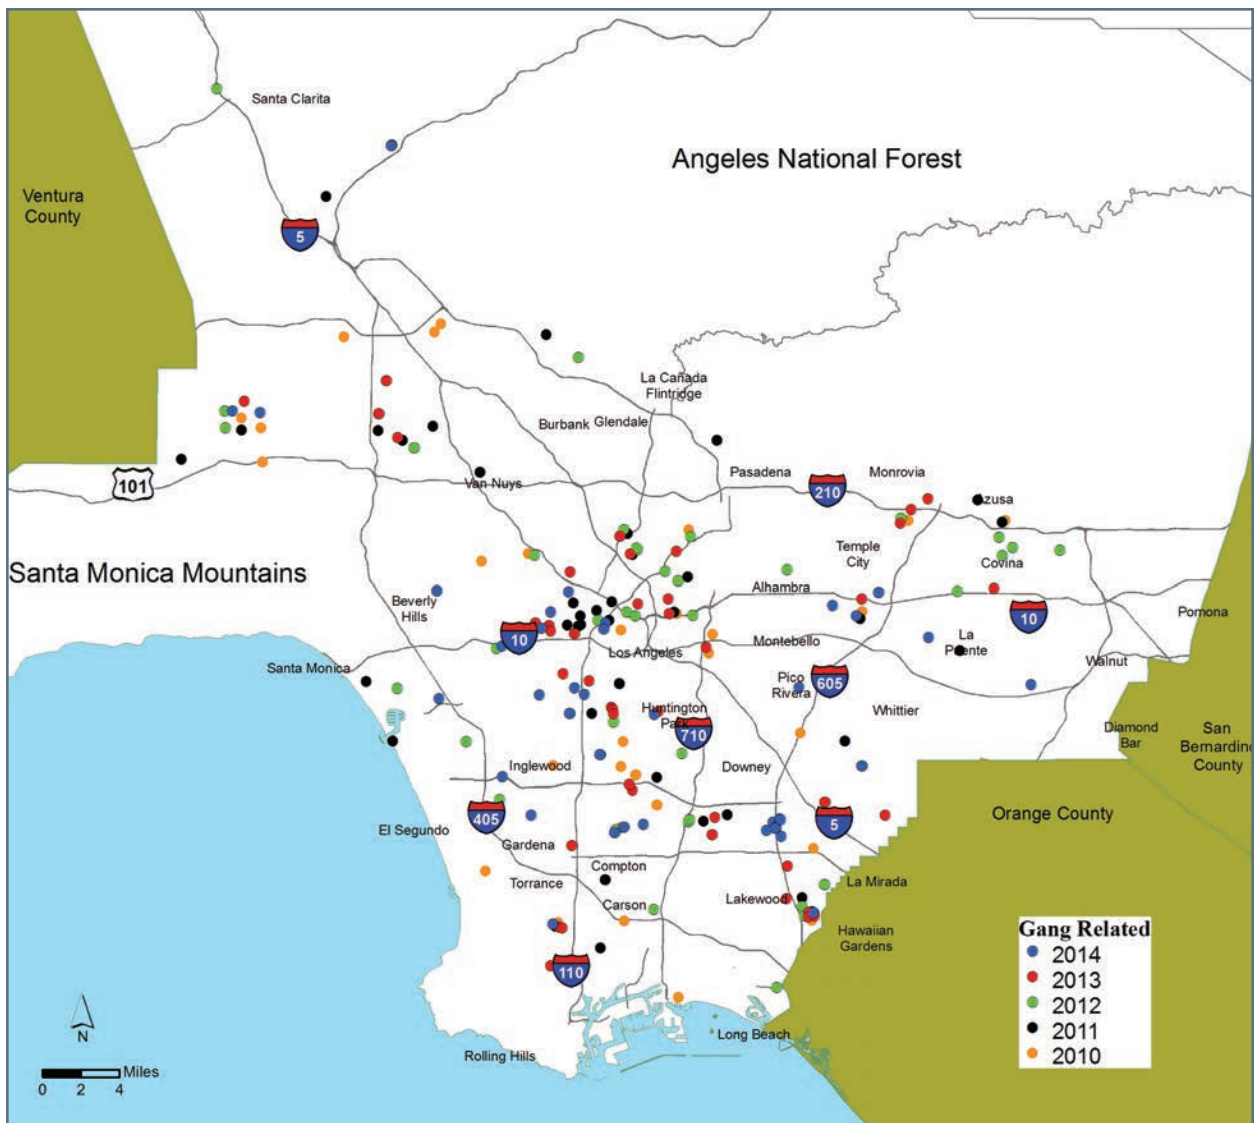 Santa Clarita
Angeles National Forest
Ventura
County
5
La Cañada
Flintridge
Burbank
Glendale
101
Van Nuys
Pasadena
210
Monrovia
Azusa
Temple
City
Covina
Santa Monica Mountains
Beverly
Hills
Alhambra
10
Pomona
10
Los Angeles
Montebello
La
Puente
Walnut
Santa Monica
Pico
Rivera
605
Whittier
Huntington
Park
710
Diamond
Bar
San
Bernardino
County
Inglewood
Downey
Orange County
405
5
El Segundo
Gardena
Compton
La Mirada
Torrance
Carson
Lakewood
Hawaiian
Gardens
110
Long Beach
Rolling Hills
N
Miles
0 2 4
Gang Related
2014
2013
2012
2011
2010